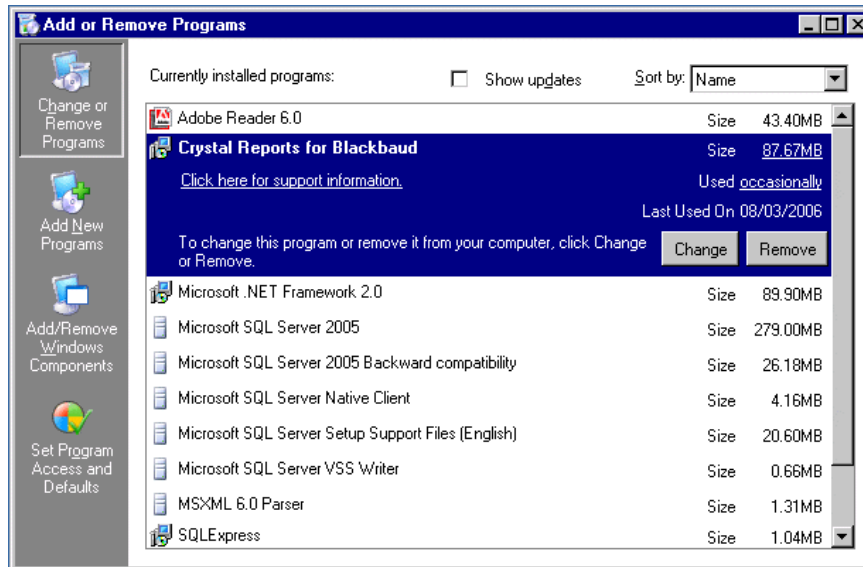 Add or Remove Programs
Change or
Remove
Programs
Add New
Programs
Add/Remove
Windows
Components
Set Program
Access and
Defaults
Currently installed programs:
Show updates
Sort by: Name
Adobe Reader 6.0 Size 43.40MB
Crystal Reports for Blackbaud Size 87.67MB
Click here for support information. Used occasionally
Last Used On 08/03/2006
To change this program or remove it from your computer, click Change
or Remove.
Change Remove
Microsoft .NET Framework 2.0 Size 89.90MB
Microsoft SQL Server 2005 Size 279.00MB
Microsoft SQL Server 2005 Backward compatibility Size 26.18MB
Microsoft SQL Server Native Client Size 4.16MB
Microsoft SQL Server Setup Support Files (English) Size 20.60MB
Microsoft SQL Server VSS Writer Size 0.66MB
MSXML 6.0 Parser Size 1.31MB
SQLExpress Size 1.04MB